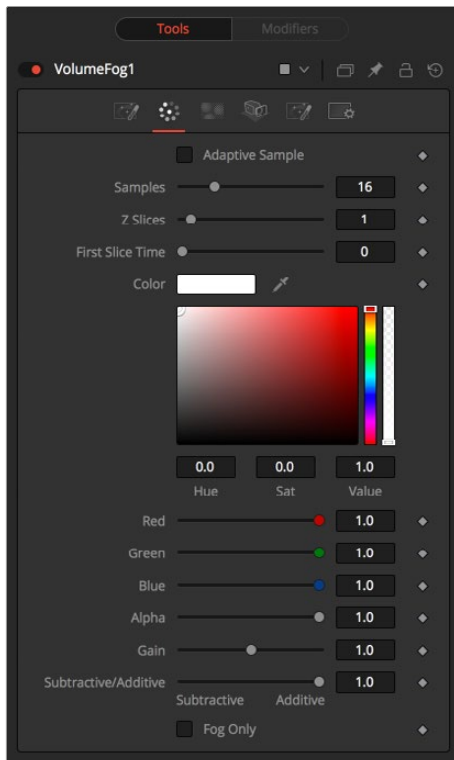 Tools Modifiers
VolumeFog1
Adaptive Sample
Samples 16
Z Slices 1
First Slice Time 0
Color
0.0 0.0 1.0
Hue Sat Value
Red 1.0
Green 1.0
Blue 1.0
Alpha 1.0
Gain 1.0
Subtractive/Additive 1.0
Subtractive Additive
Fog Only